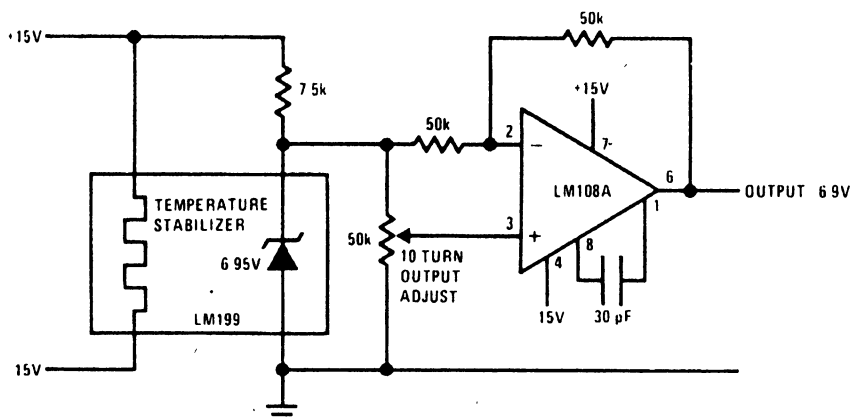 50k
+15V
7 5k
+15V
50k
2
7
6
LM108A
OUTPUT 6 9V
1
TEMPERATURE
STABILIZER
50k
3
8
10 TURN
OUTPUT
ADJUST
6 95V
4
LM199
15V
30 pF
15V